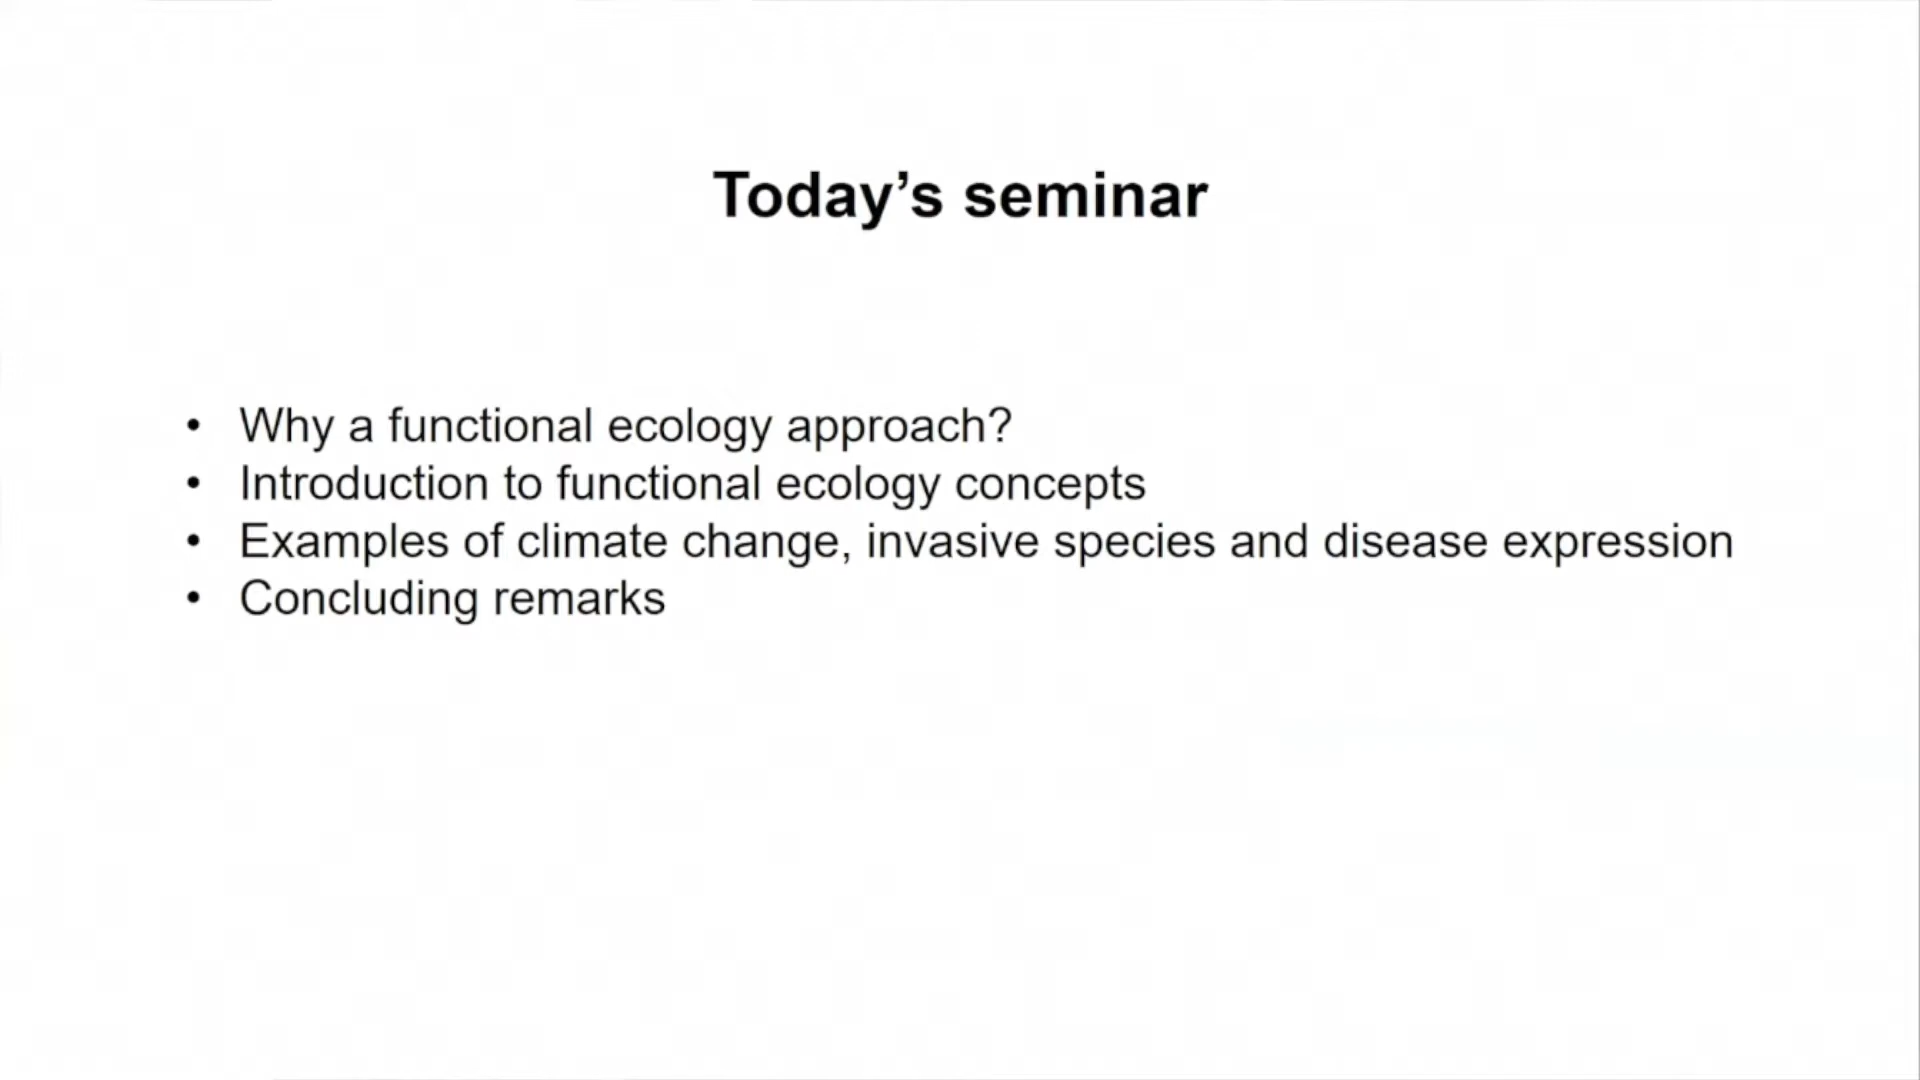 Today’s seminar
• Why a functional ecology approach?
• Introduction to functional ecology concepts
• Examples of climate change, invasive species and disease expression
• Concluding remarks